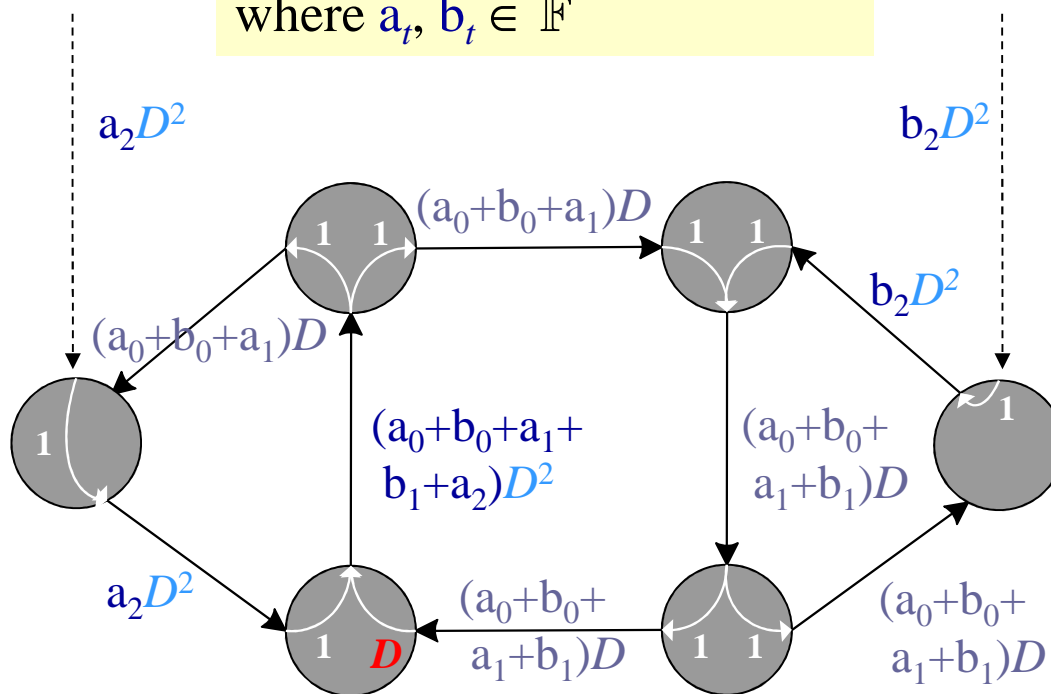 where aₜ, bₜ ∈ 𝔽
a₂D²
b₂D²
(a₀+b₀+a₁)D
1 1
1 1
b₂D²
(a₀+b₀+a₁)D
1
1
(a₀+b₀+a₁+
b₁+a₂)D²
(a₀+b₀+
a₁+b₁)D
a₂D²
(a₀+b₀+
a₁+b₁)D
(a₀+b₀+
a₁+b₁)D
1 D
1 1